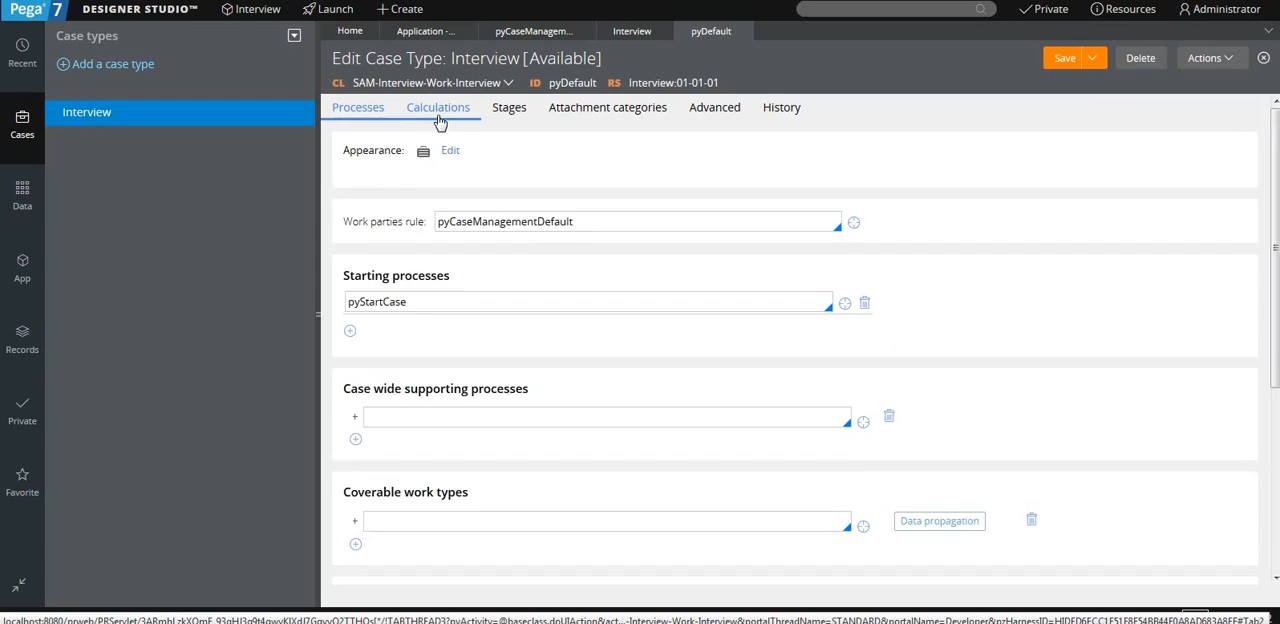 Pega 7 DESIGNER STUDIO™ Interview Launch Create Private Resources Administrator
Recent
Cases
Data
App
Records
Private
Favorite
Case types
Add a case type
Interview
Home Application -... pyCaseManagem... Interview pyDefault
Edit Case Type: Interview [Available] Save Delete Actions
CL SAM-Interview-Work-Interview ID pyDefault RS Interview:01-01-01
Processes Calculations Stages Attachment categories Advanced History
Appearance: Edit
Work parties rule: pyCaseManagementDefault
Starting processes
pyStartCase
Case wide supporting processes
Coverable work types
Data propagation